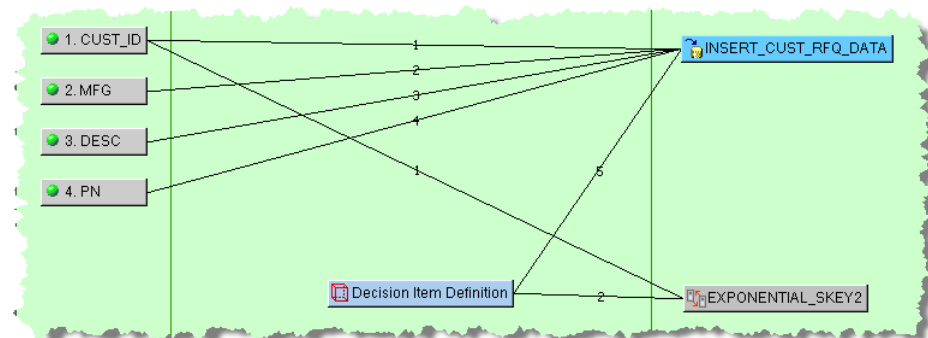 1. CUST_ID
1
INSERT_CUST_RFQ_DATA
2
2. MFG
3
4
3. DESC
1
5
4. PN
Decision Item Definition
2
EXPONENTIAL_SKEY2